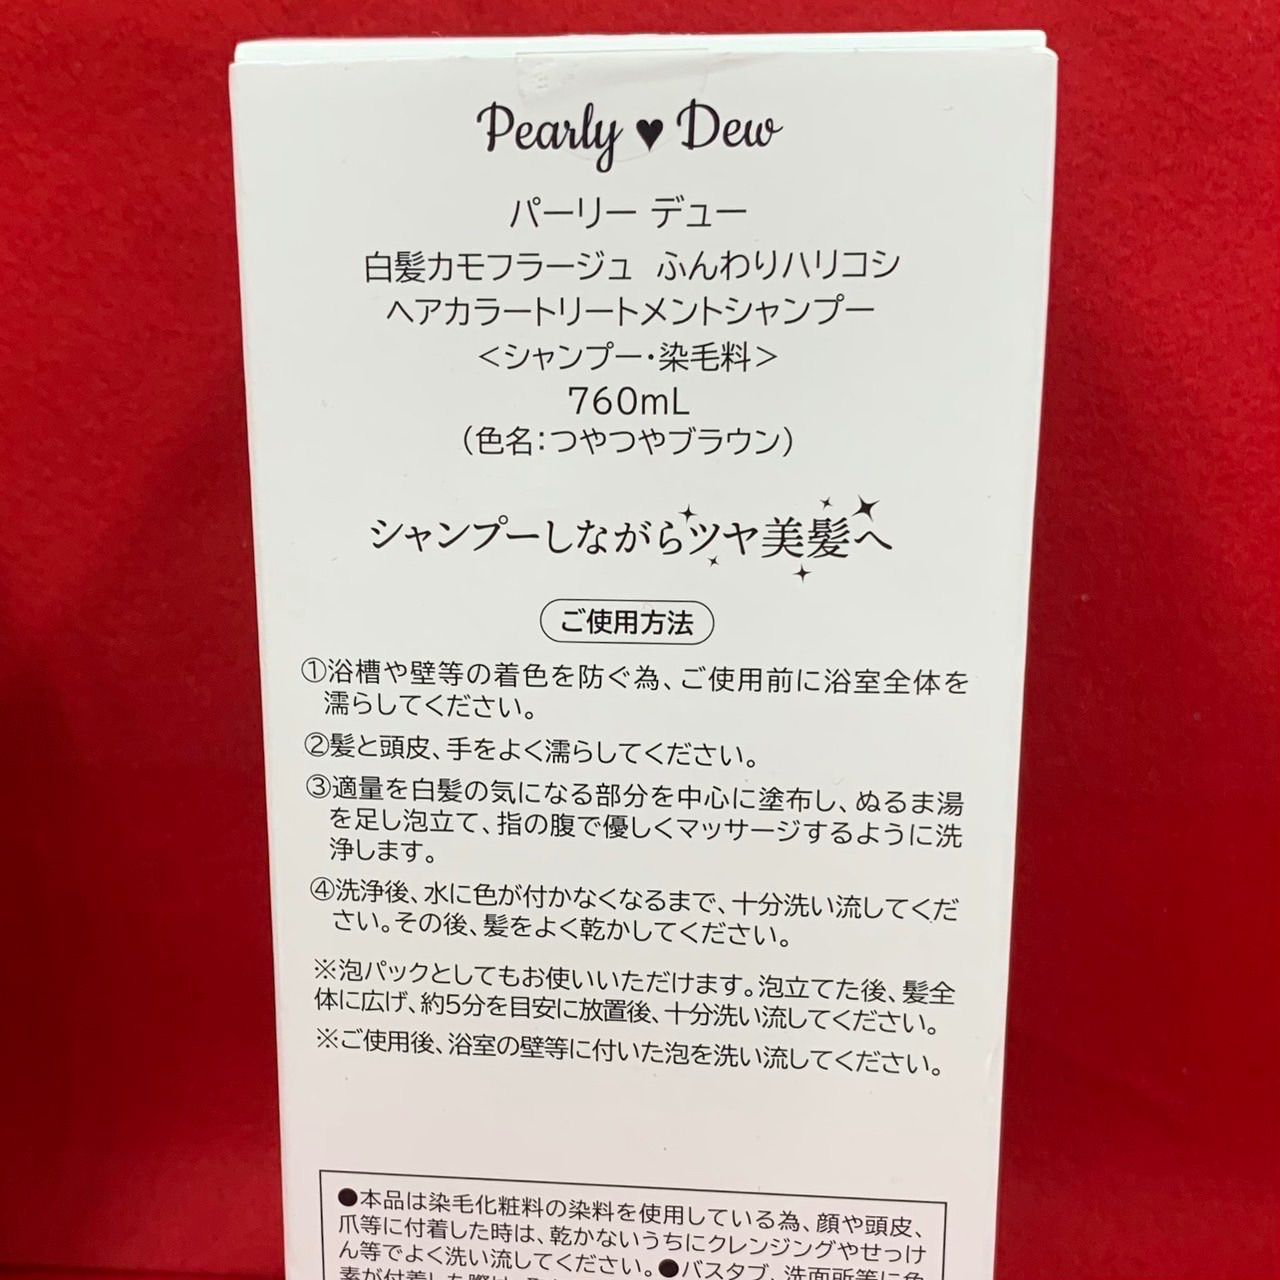 Pearly ♥ Dew
パーリー デュー
白髪カモフラージュ ふんわりハリコシ
ヘアカラートリートメントシャンプー
＜シャンプー・染毛料＞
760mL
（色名：つやつやブラウン）
シャンプーしながらツヤ美髪へ
ご使用方法
①浴槽や壁等の着色を防ぐ為、ご使用前に浴室全体を
濡らしてください。
②髪と頭皮、手をよく濡らしてください。
③適量を白髪の気になる部分を中心に塗布し、ぬるま湯
を足し泡立て、指の腹で優しくマッサージするように洗
浄します。
④洗浄後、水に色が付かなくなるまで、十分洗い流してくだ
さい。その後、髪をよく乾かしてください。
※泡パックとしてもお使いいただけます。泡立てた後、髪全
体に広げ、約5分を目安に放置後、十分洗い流してください。
※ご使用後、浴室の壁等に付いた泡を洗い流してください。
●本品は染毛化粧料の染料を使用している為、顔や頭皮、
爪等に付着した時は、乾かないうちにクレンジングやせっけ
ん等でよく洗い流してください。●バスタブ、洗面所等に色
素が付着した際は、